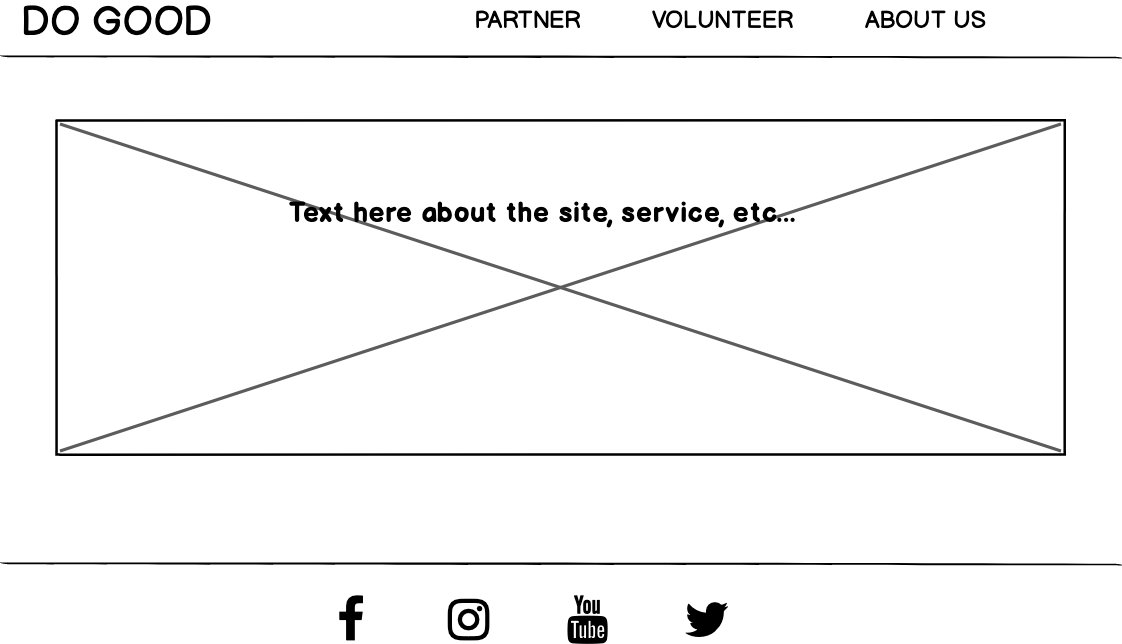 DO GOOD
PARTNER VOLUNTEER ABOUT US
Text here about the site, service, etc...
You
Tube